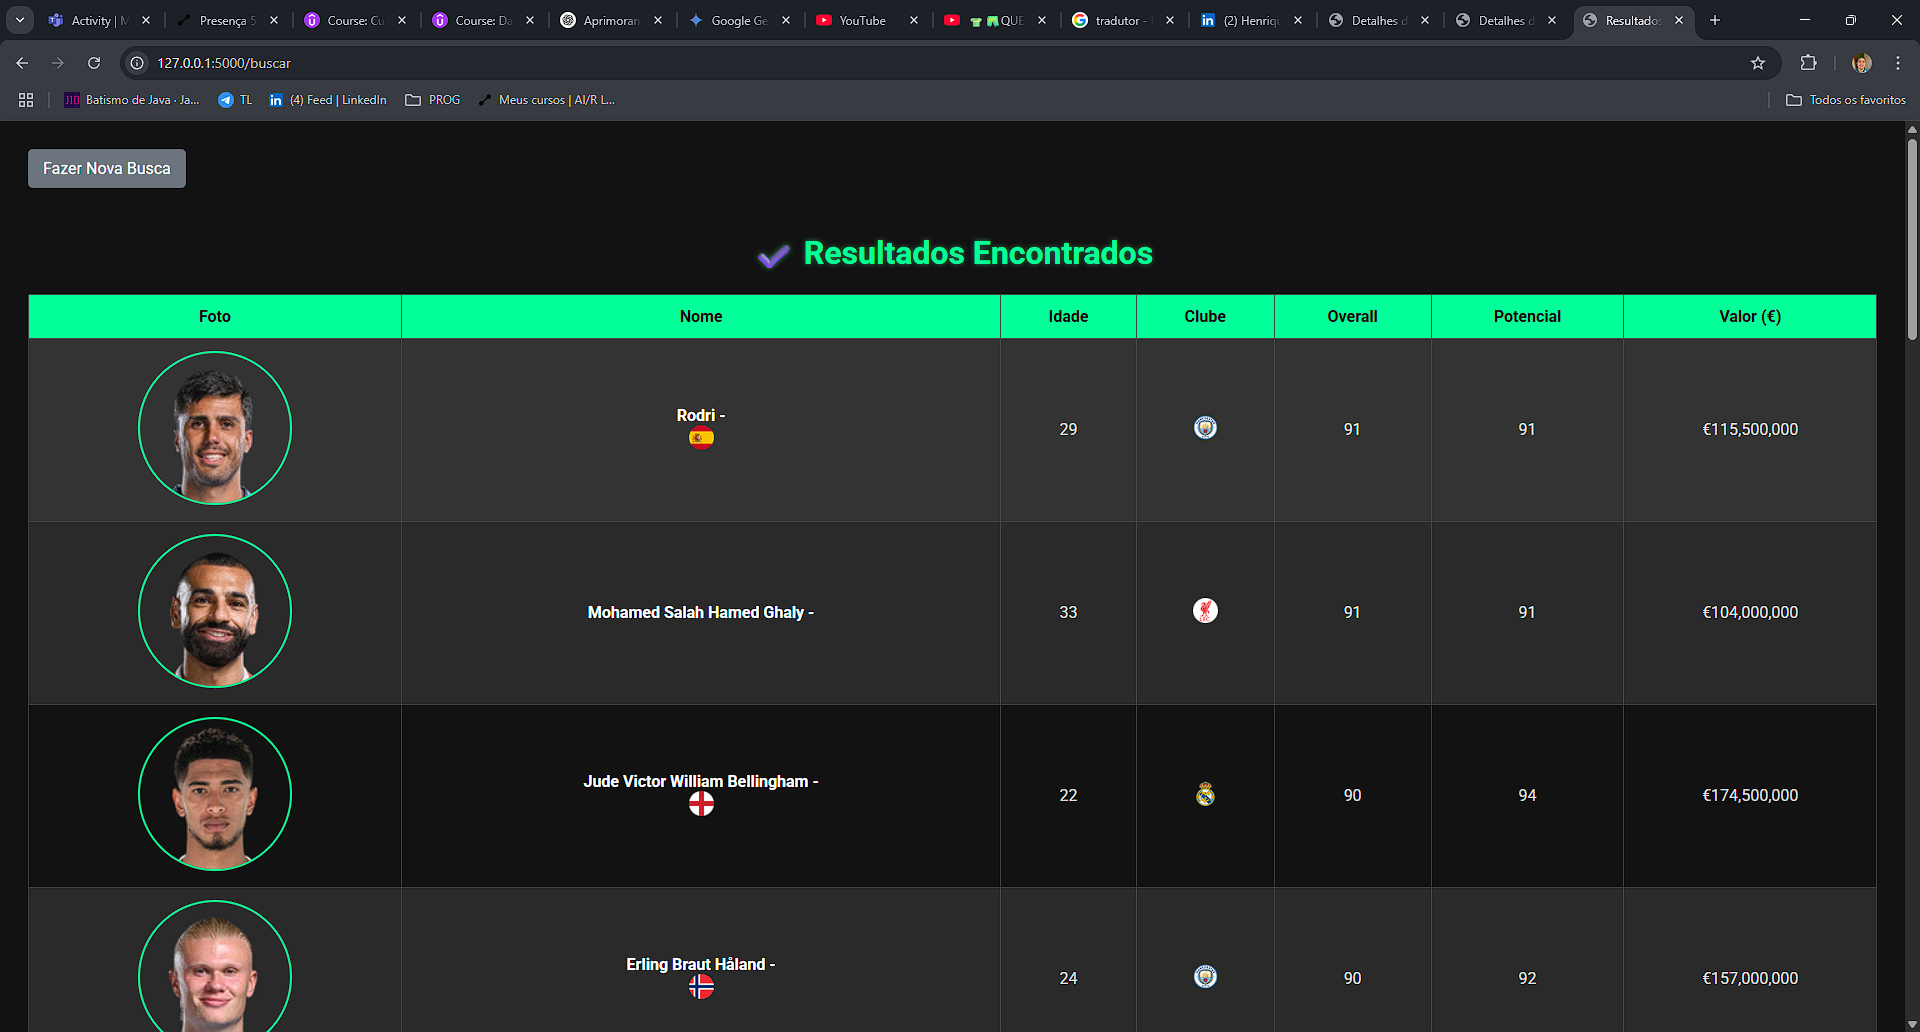 Activity | M
Presença 5
Course: Cu
Course: Da
Aprimoran
Google Ge
YouTube
QUE
tradutor -
(2) Henriq
Detalhes d
Detalhes d
Resultados
127.0.0.1:5000/buscar
Batismo de Java · Ja...
TL
(4) Feed | LinkedIn
PROG
Meus cursos | AI/R L...
Todos os favoritos
Fazer Nova Busca
Resultados Encontrados
Foto Nome Idade Clube Overall Potencial Valor (€)
Rodri - 29 91 91 €115,500,000
Mohamed Salah Hamed Ghaly - 33 91 91 €104,000,000
Jude Victor William Bellingham - 22 90 94 €174,500,000
Erling Braut Håland - 24 90 92 €157,000,000